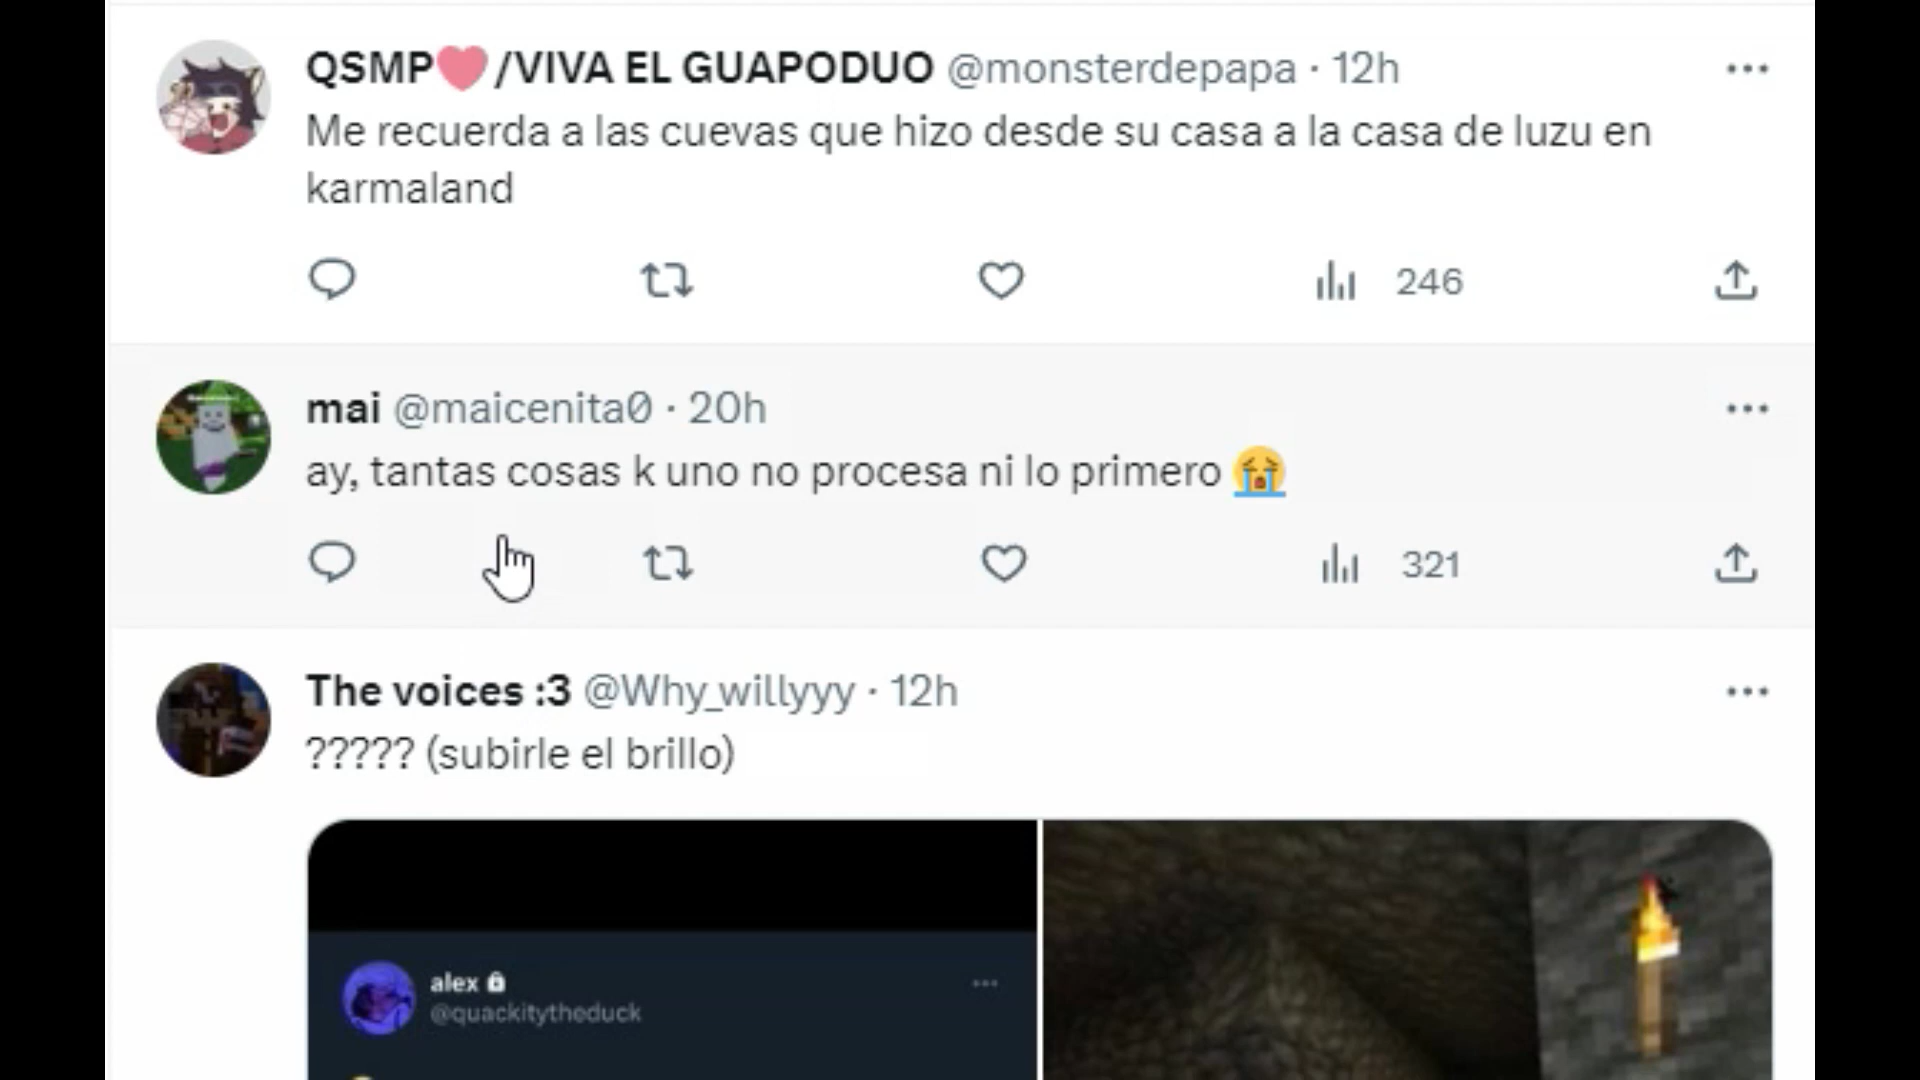 QSMP❤/VIVA EL GUAPODUO @monsterdepapa · 12h
Me recuerda a las cuevas que hizo desde su casa a la casa de luzu en
karmaland
246
mai @maicenita0 · 20h
ay, tantas cosas k uno no procesa ni lo primero 😭
321
The voices :3 @Why_willyyy · 12h
????? (subirle el brillo)
alex
@quackitytheduck